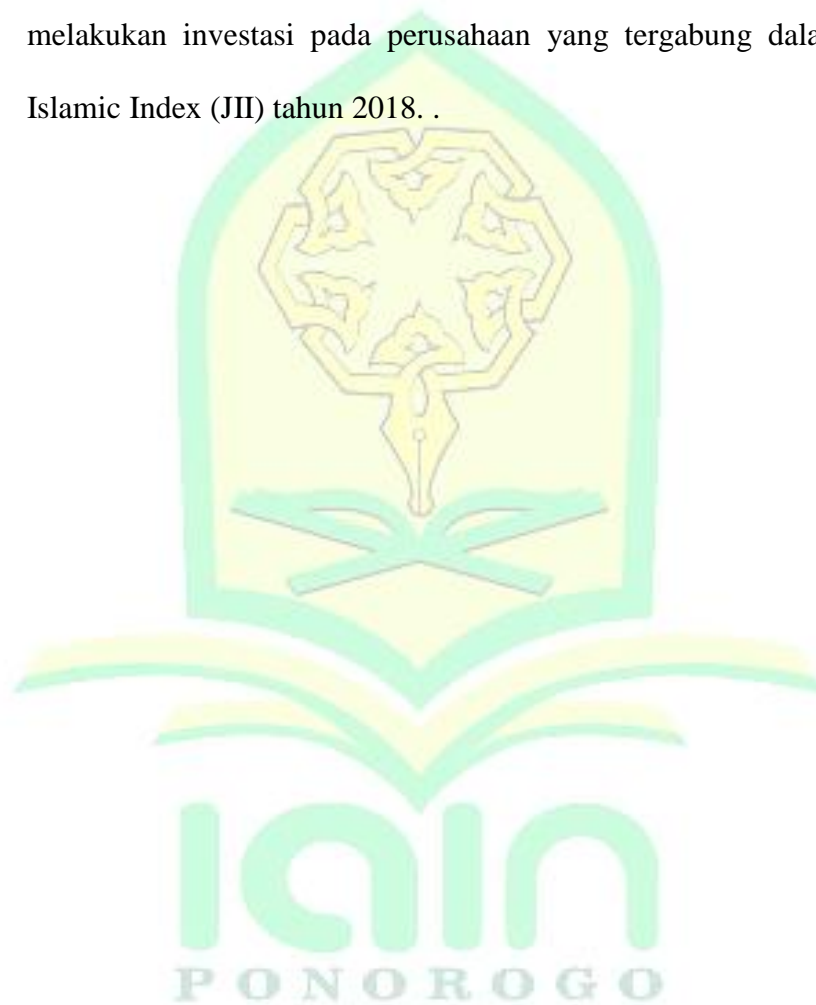 melakukan investasi pada perusahaan yang tergabung dala
Islamic Index (JII) tahun 2018. .
iain
PONOROGO